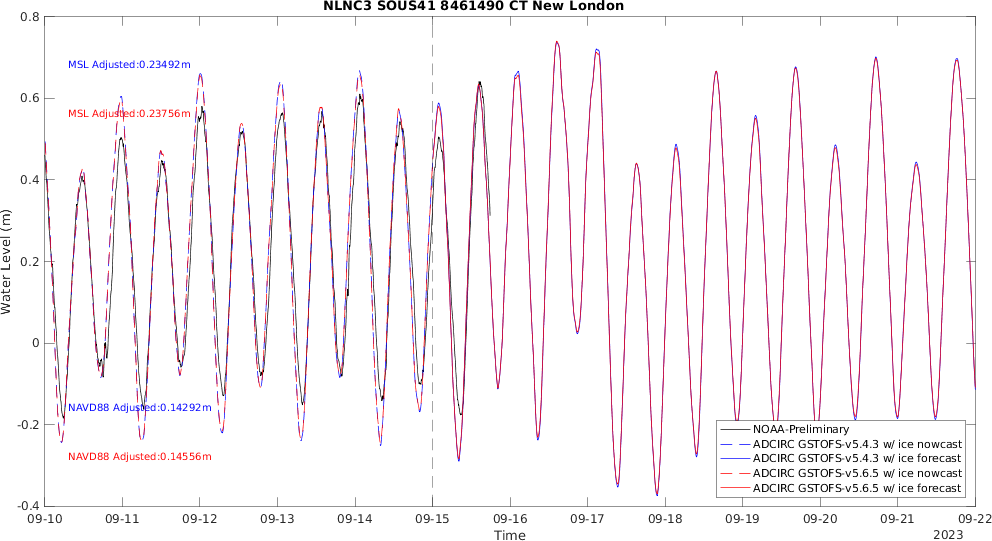 NLNC3 SOUS41 8461490 CT New London
0.8
0.6
0.4
0.2
0
-0.2
-0.4
Water Level (m)
MSL Adjusted:0.23492m
MSL Adjusted:0.23756m
NAVD88 Adjusted:0.14292m
NAVD88 Adjusted:0.14556m
NOAA-Preliminary
ADCIRC GSTOFS-v5.4.3 w/ ice nowcast
ADCIRC GSTOFS-v5.4.3 w/ ice forecast
ADCIRC GSTOFS-v5.6.5 w/ ice nowcast
ADCIRC GSTOFS-v5.6.5 w/ ice forecast
09-10 09-11 09-12 09-13 09-14 09-15 09-16 09-17 09-18 09-19 09-20 09-21 09-22
Time
2023